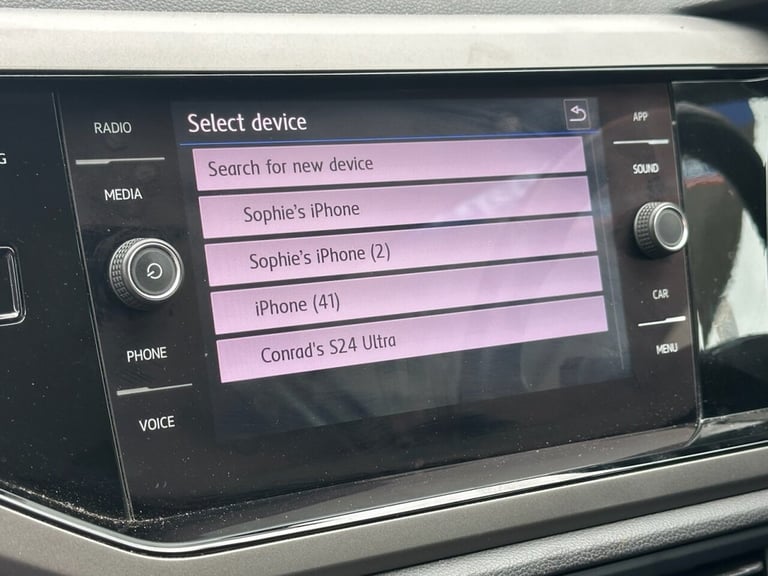 G
RADIO
MEDIA
PHONE
VOICE
Select device
Search for new device
Sophie's iPhone
Sophie's iPhone (2)
iPhone (41)
Conrad's S24 Ultra
APP
SOUND
CAR
MENU